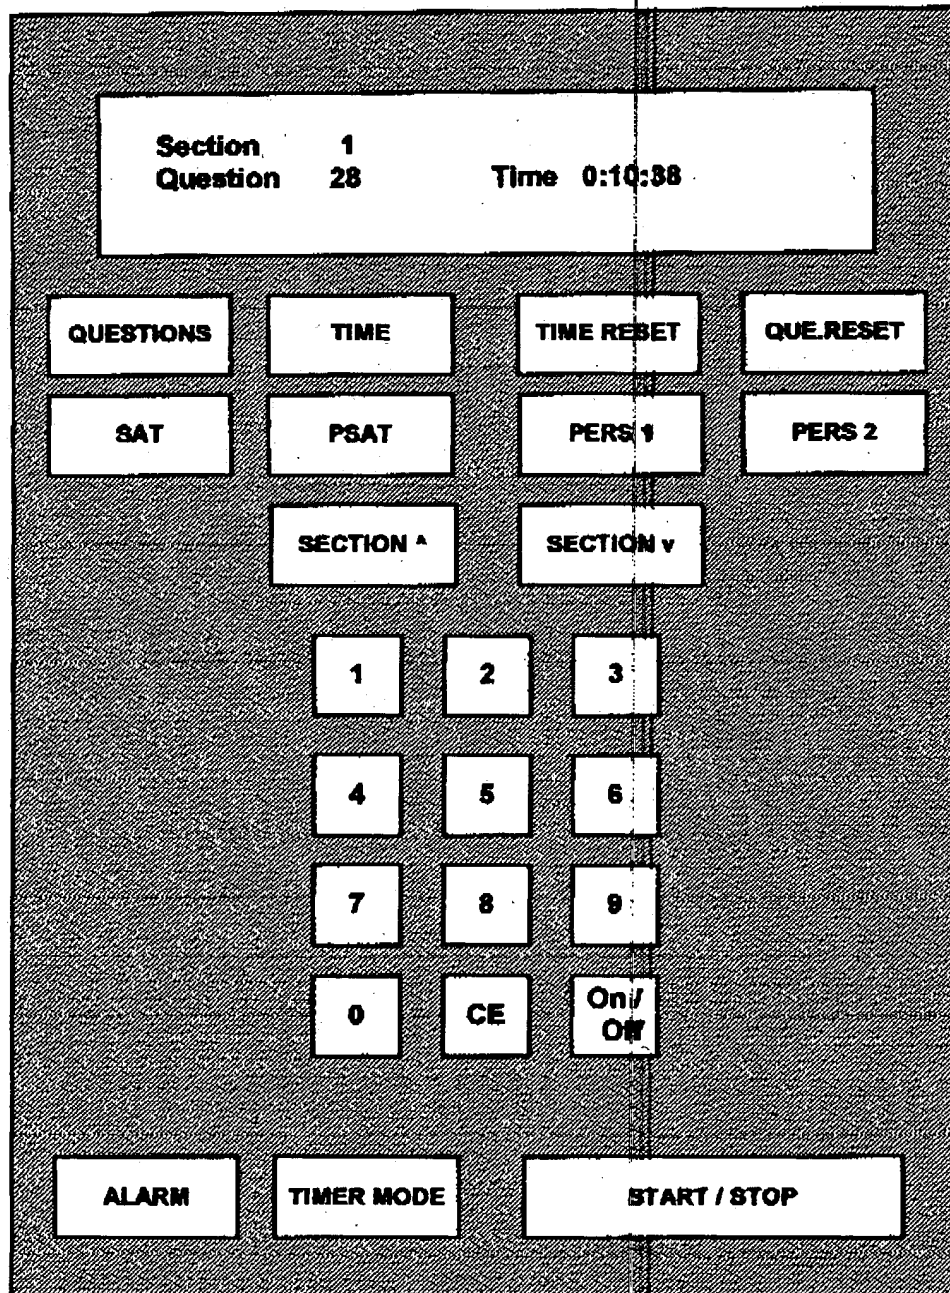 Section 1
Question 28 Time 0:10:38
QUESTIONS TIME TIME RESET QUE.RESET
SAT PSAT PERS 1 PERS 2
SECTION ^ SECTION v
1 2 3
4 5 6
7 8 9
0 CE On /
Off
ALARM TIMER MODE START / STOP